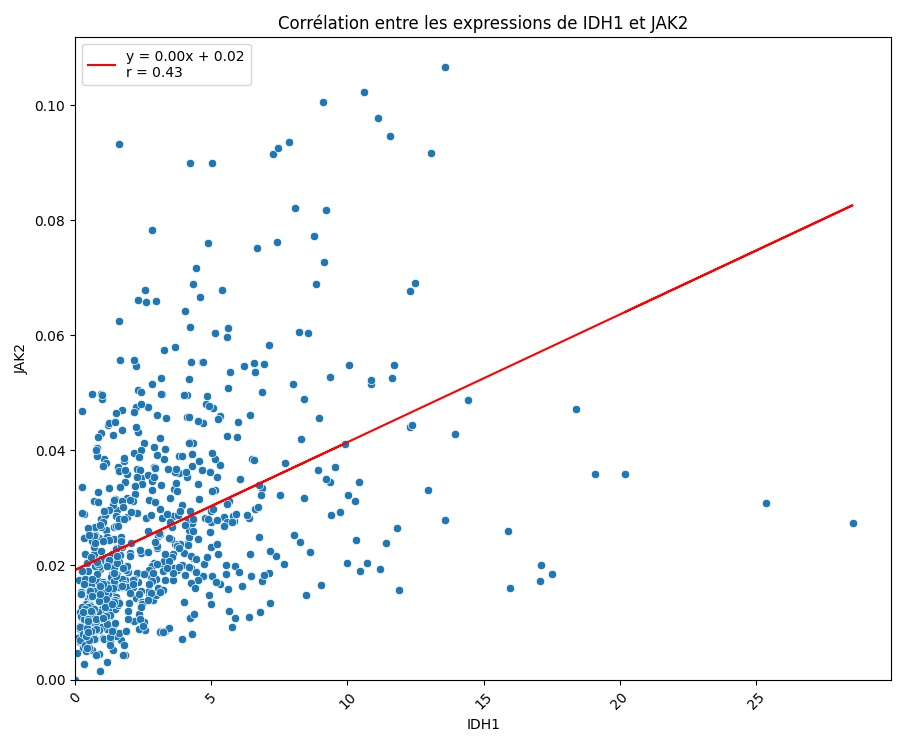 Corrélation entre les expressions de IDH1 et JAK2
y = 0.00x + 0.02
r = 0.43
0.10
0.08
0.06
0.04
0.02
0.00
JAK2
0
5
10
15
20
25
IDH1